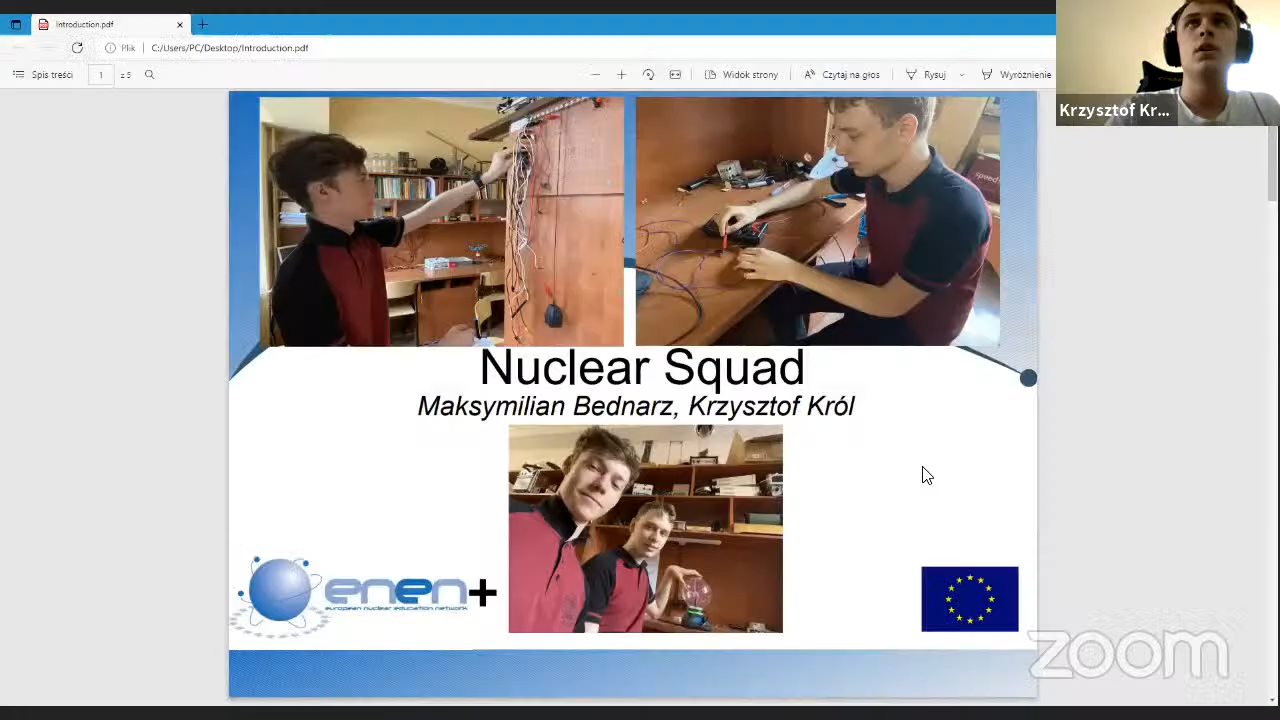 Introduction.pdf
Plik
C:/Users/PC/Desktop/Introduction.pdf
Spis treści
1
z 5
Widok strony
Czytaj na głos
Rysuj
Wyróżnienie
Krzysztof Kr...
Speed
Nuclear Squad
Maksymilian Bednarz, Krzysztof Król
enen+
european nuclear education network
zoom